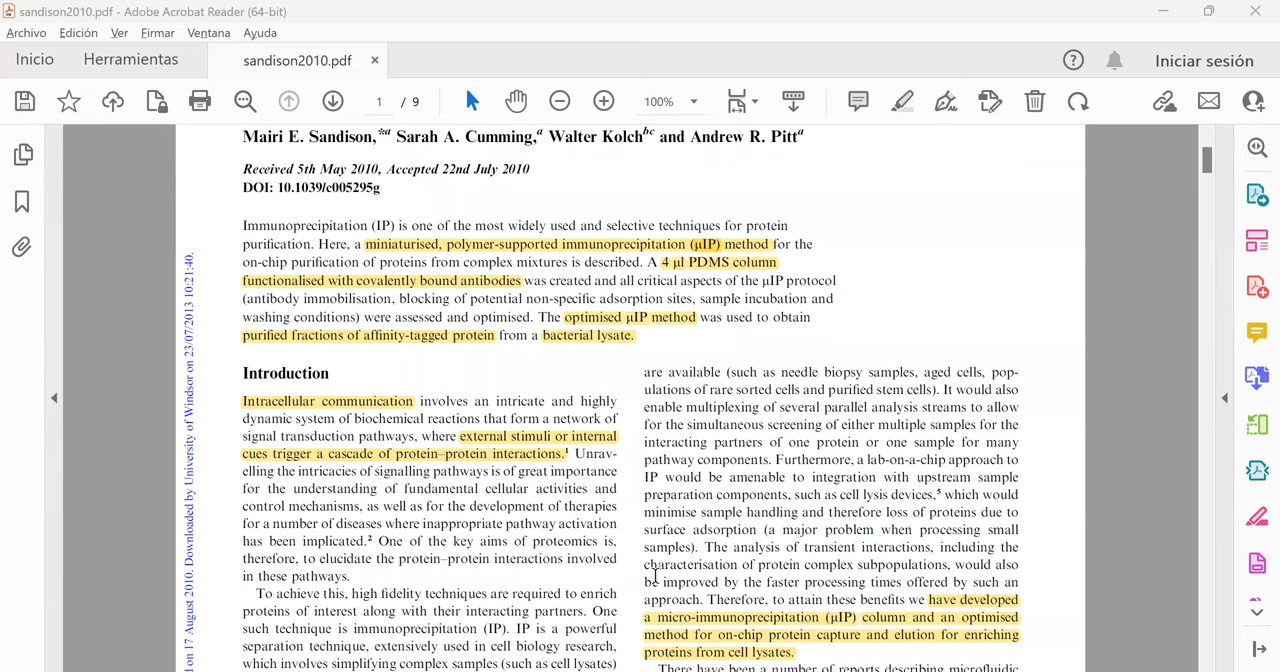 sandison2010.pdf - Adobe Acrobat Reader (64-bit)
Archivo Edición Ver Firmar Ventana Ayuda
Inicio Herramientas sandison2010.pdf × Iniciar sesión
1 / 9 100%
Mairi E. Sandison,*a Sarah A. Cumming,a Walter Kolchbc and Andrew R. Pitta
Received 5th May 2010, Accepted 22nd July 2010
DOI: 10.1039/c005295g
Immunoprecipitation (IP) is one of the most widely used and selective techniques for protein
purification. Here, a miniaturised, polymer-supported immunoprecipitation (μIP) method for the
on-chip purification of proteins from complex mixtures is described. A 4 μl PDMS column
functionalised with covalently bound antibodies was created and all critical aspects of the μIP protocol
(antibody immobilisation, blocking of potential non-specific adsorption sites, sample incubation and
washing conditions) were assessed and optimised. The optimised μIP method was used to obtain
purified fractions of affinity-tagged protein from a bacterial lysate.
Introduction
Intracellular communication involves an intricate and highly
dynamic system of biochemical reactions that form a network of
signal transduction pathways, where external stimuli or internal
cues trigger a cascade of protein–protein interactions.1 Unrav-
elling the intricacies of signalling pathways is of great importance
for the understanding of fundamental cellular activities and
control mechanisms, as well as for the development of therapies
for a number of diseases where inappropriate pathway activation
has been implicated.2 One of the key aims of proteomics is,
therefore, to elucidate the protein–protein interactions involved
in these pathways.
To achieve this, high fidelity techniques are required to enrich
proteins of interest along with their interacting partners. One
such technique is immunoprecipitation (IP). IP is a powerful
separation technique, extensively used in cell biology research,
which involves simplifying complex samples (such as cell lysates)
are available (such as needle biopsy samples, aged cells, pop-
ulations of rare sorted cells and purified stem cells). It would also
enable multiplexing of several parallel analysis streams to allow
for the simultaneous screening of either multiple samples for the
interacting partners of one protein or one sample for many
pathway components. Furthermore, a lab-on-a-chip approach to
IP would be amenable to integration with upstream sample
preparation components, such as cell lysis devices,5 which would
minimise sample handling and therefore loss of proteins due to
surface adsorption (a major problem when processing small
samples). The analysis of transient interactions, including the
characterisation of protein complex subpopulations, would also
be improved by the faster processing times offered by such an
approach. Therefore, to attain these benefits we have developed
a micro-immunoprecipitation (μIP) column and an optimised
method for on-chip protein capture and elution for enriching
proteins from cell lysates.
There have been a number of reports describing microfluidic
d on 17 August 2010. Downloaded by University of Windsor on 23/07/2013 10:21:40.